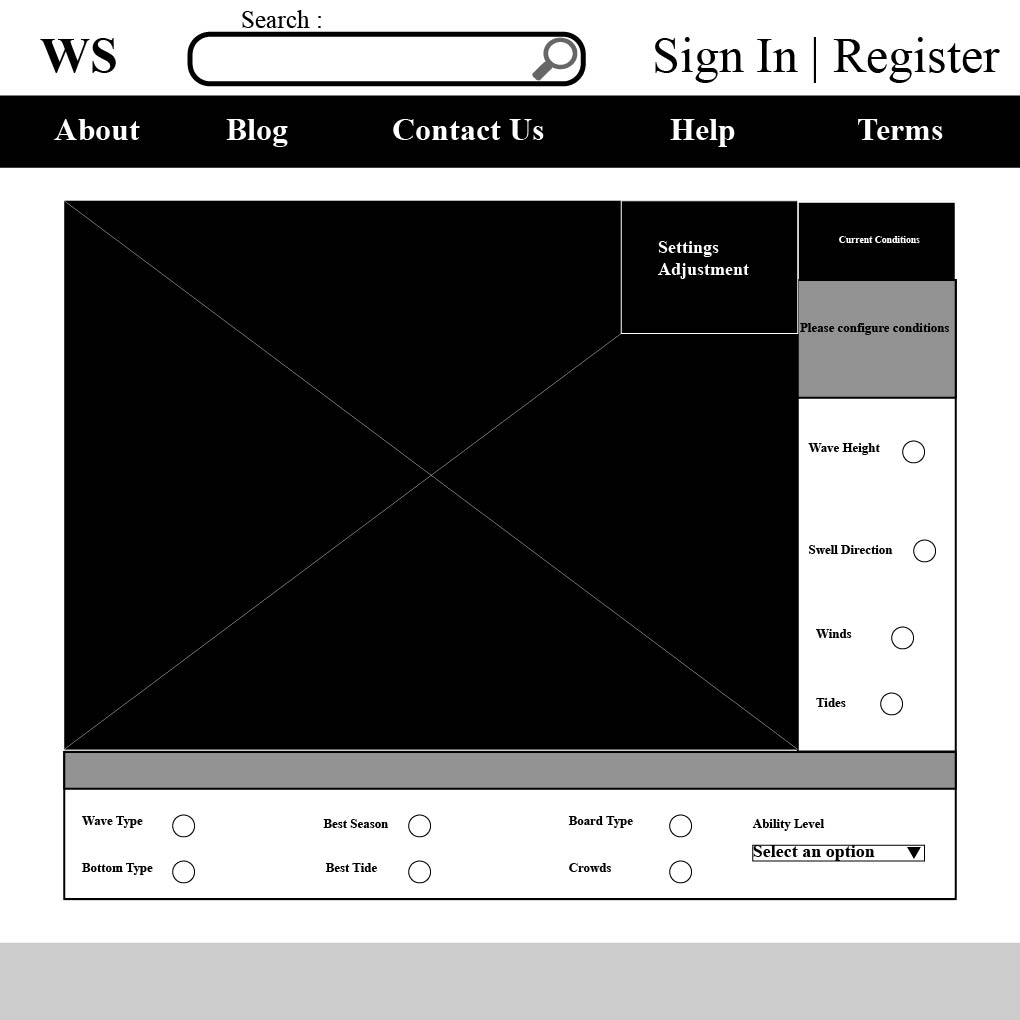 Search :
WS
Sign In | Register
About
Blog
Contact Us
Help
Terms
Settings
Adjustment
Current Conditions
Please configure conditions
Wave Height
Swell Direction
Winds
Tides
Wave Type
Best Season
Board Type
Ability Level
Select an option
Bottom Type
Best Tide
Crowds